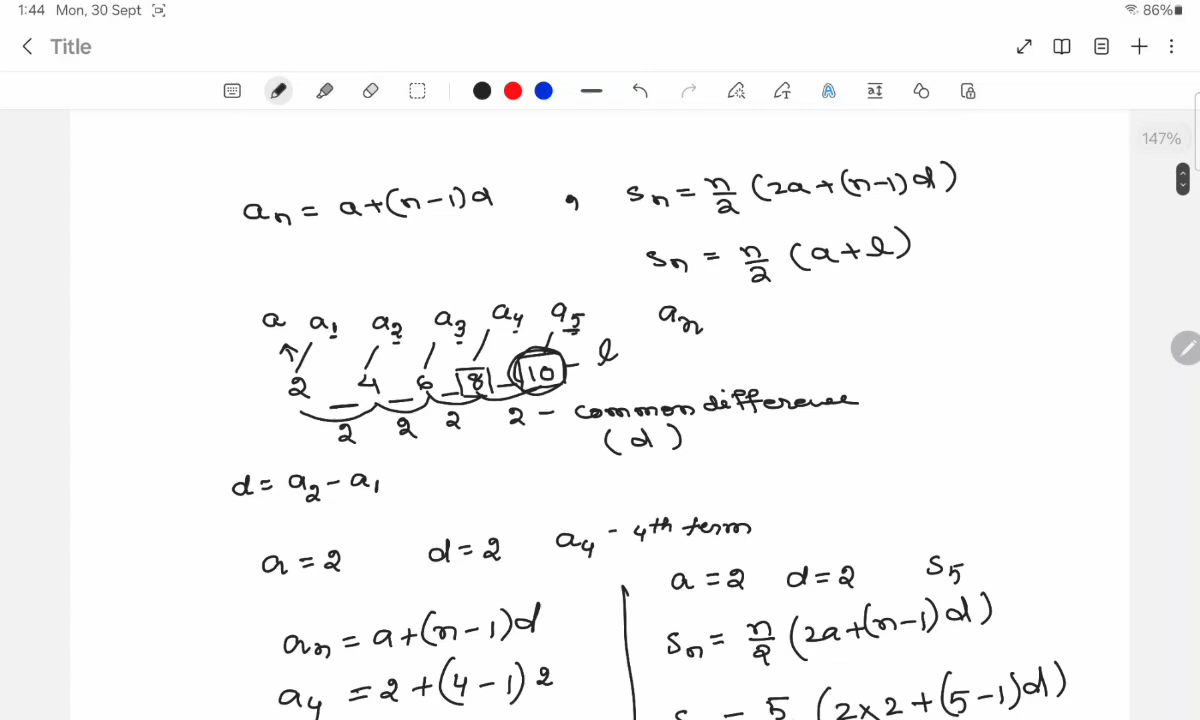 1:44 Mon, 30 Sept 86%
Title
147%
aₙ = a+(n-1)d , Sₙ = n/2 (2a+(n-1)d)
Sₙ = n/2 (a+l)
a a₁ a₂ a₃ a₄ a₅ aₙ
2 - 4 - 6 - 8 - 10 - l
2 2 2 2 - common difference
(d)
d = a₂ - a₁
a = 2 d = 2 a₄ - 4th term
a = 2 d = 2 S₅
aₙ = a+(n-1)d
Sₙ = n/2 (2a+(n-1)d)
a₄ = 2+(4-1)2
5 (2x2+(5-1)d)